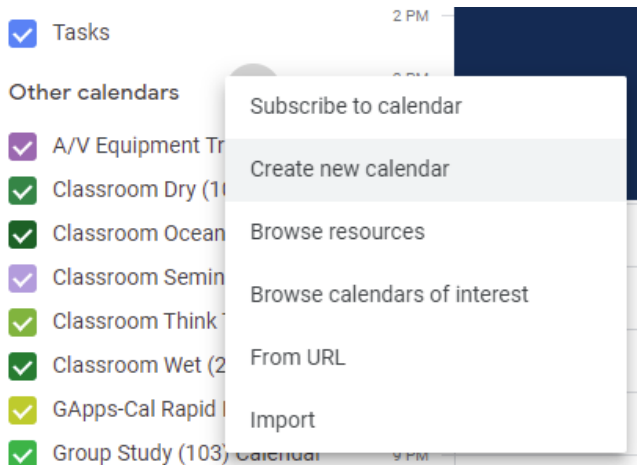 2 PM
Tasks
Other calendars
Subscribe to calendar
A/V Equipment Tr
Create new calendar
Classroom Dry (10
Classroom Ocean
Browse resources
Classroom Semin
Browse calendars of interest
Classroom Think
Classroom Wet (2
From URL
GApps-Cal Rapid
Import
Group Study (103) Calendar
9 PM